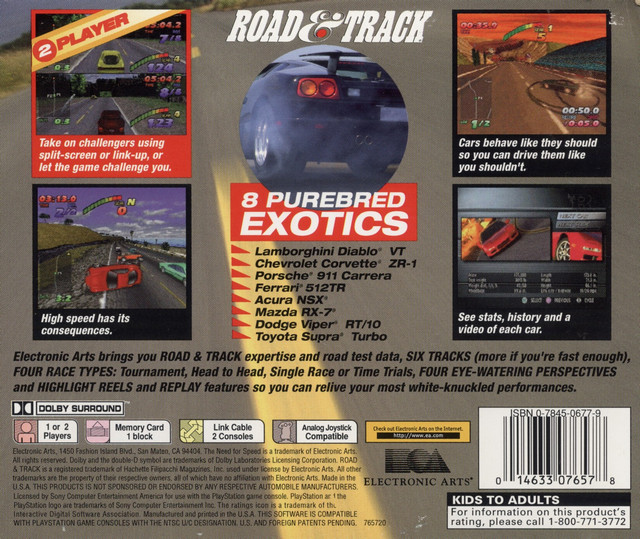 2 PLAYER
ROAD & TRACK
Take on challengers using
split-screen or link-up, or
let the game challenge you.
Cars behave like they should
so you can drive them like
you shouldn't.
8 PUREBRED
EXOTICS
Lamborghini Diablo® VT
Chevrolet Corvette® ZR-1
Porsche® 911 Carrera
Ferrari® 512TR
Acura NSX®
Mazda RX-7®
Dodge Viper® RT/10
Toyota Supra® Turbo
High speed has its
consequences.
See stats, history and a
video of each car.
Electronic Arts brings you ROAD & TRACK expertise and road test data, SIX TRACKS (more if you're fast enough),
FOUR RACE TYPES: Tournament, Head to Head, Single Race or Time Trials, FOUR EYE-WATERING PERSPECTIVES
and HIGHLIGHT REELS and REPLAY features so you can relive your most white-knuckled performances.
DOLBY SURROUND
1 or 2
Players
Memory Card
1 block
Link Cable
2 Consoles
Analog Joystick
Compatible
Check out Electronic Arts on the Internet.
http://www.ea.com
ELECTRONIC ARTS®
ISBN 0-7845-0677-9
0 14633 07657 8
KIDS TO ADULTS
For information on this product's
rating, please call 1-800-771-3772
Electronic Arts, 1450 Fashion Island Blvd., San Mateo, CA 94404. The Need for Speed is a trademark of Electronic Arts.
All rights reserved. Dolby and the double-D symbol are trademarks of Dolby Laboratories Licensing Corporation. ROAD
& TRACK is a registered trademark of Hachette Filipacchi Magazines, Inc. used under license by Electronic Arts. All other
trademarks are the property of their respective owners, all of which have no affiliation with Electronic Arts. Made in the
U.S.A. THIS PRODUCT IS NOT SPONSORED OR ENDORSED BY ANY RESPECTIVE AUTOMOBILE MANUFACTURERS.
Licensed by Sony Computer Entertainment America for use with the PlayStation game console. PlayStation and the
PlayStation logo are trademarks of Sony Computer Entertainment Inc. The ratings icon is a trademark of the
Interactive Digital Software Association. Manufactured and printed in the U.S.A. THIS SOFTWARE IS COMPATIBLE
WITH PLAYSTATION GAME CONSOLES WITH THE NTSC U/C DESIGNATION. U.S. AND FOREIGN PATENTS PENDING. 765720